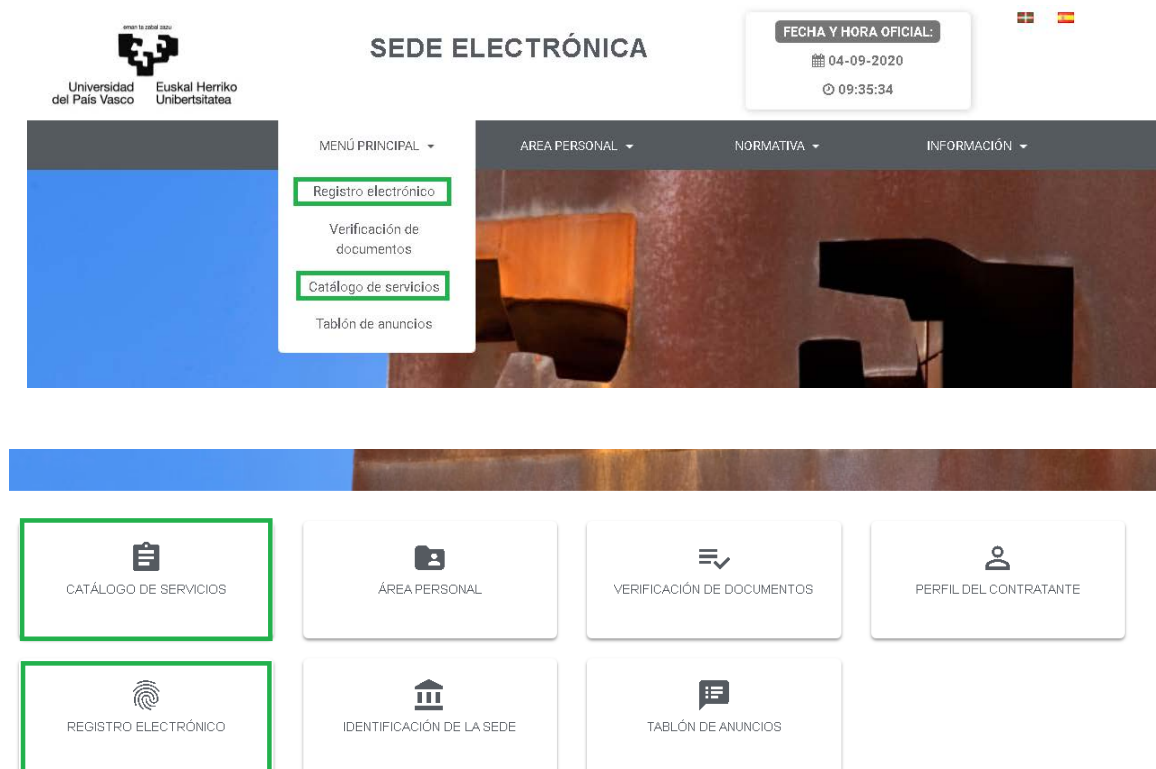 eman ta zabal zazu
Universidad del País Vasco
Euskal Herriko Unibertsitatea
SEDE ELECTRÓNICA
FECHA Y HORA OFICIAL:
04-09-2020
09:35:34
MENÚ PRINCIPAL
AREA PERSONAL
NORMATIVA
INFORMACIÓN
Registro electrónico
Verificación de
documentos
Catálogo de servicios
Tablón de anuncios
CATÁLOGO DE SERVICIOS
ÁREA PERSONAL
VERIFICACIÓN DE DOCUMENTOS
PERFIL DEL CONTRATANTE
REGISTRO ELECTRÓNICO
IDENTIFICACIÓN DE LA SEDE
TABLÓN DE ANUNCIOS